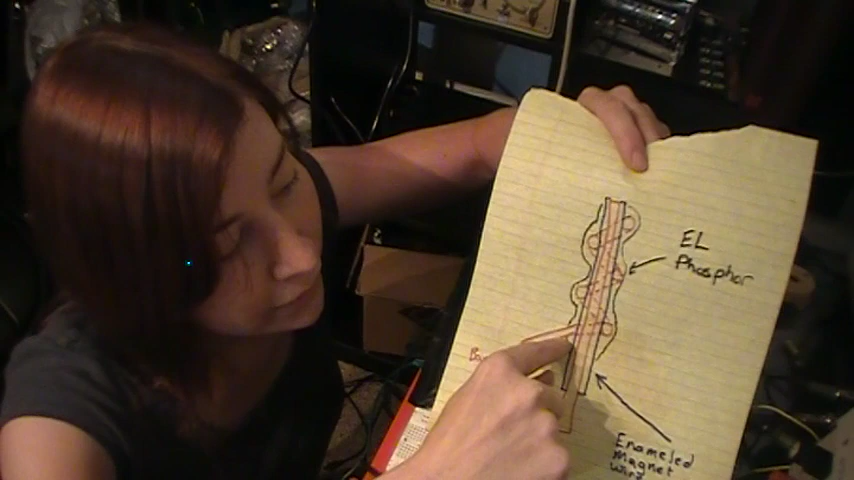 EL
Phosphor
Enameled
Magnet
Wire